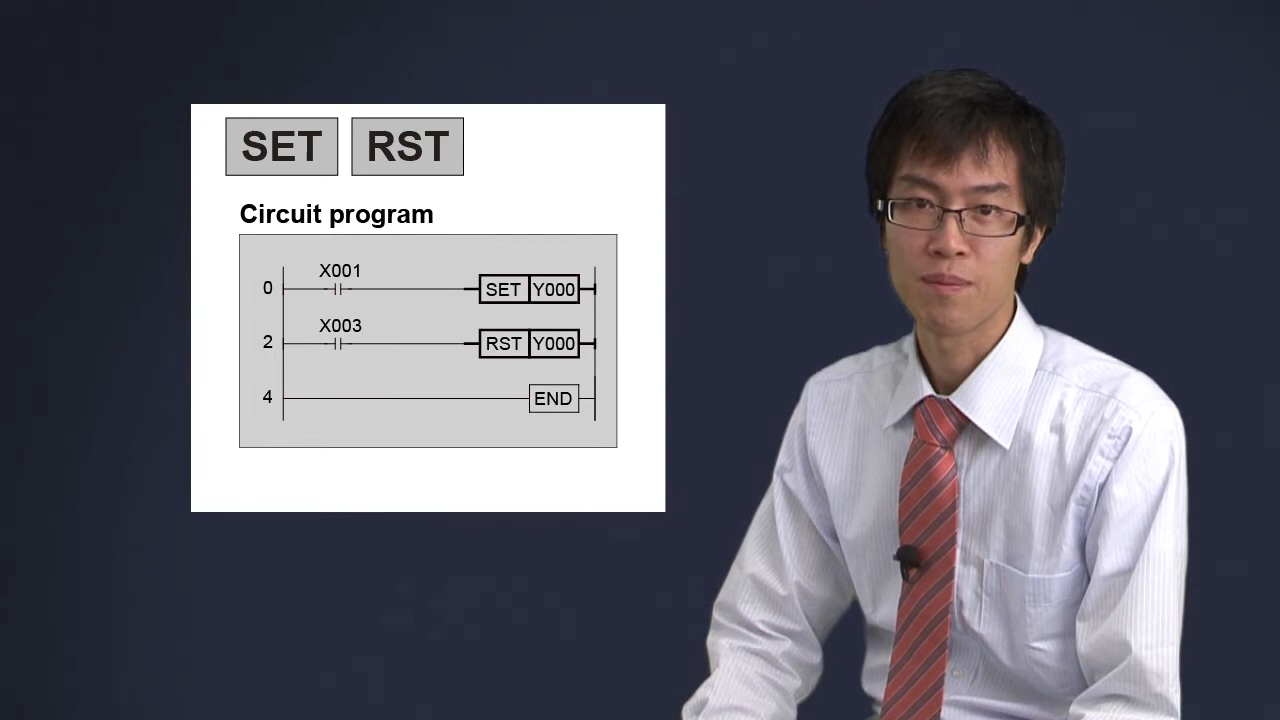 SET RST
Circuit program
X001
0 SET Y000
X003
2 RST Y000
4 END